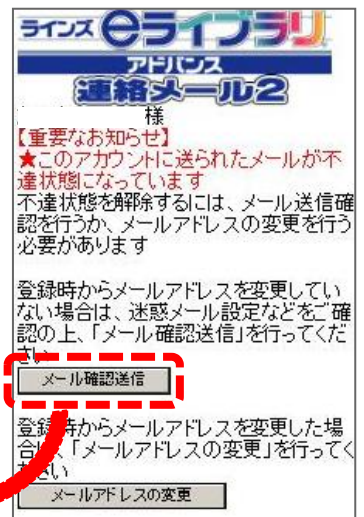 ラインズ eライブラリ
アドバンス
連絡メール2
様
【重要なお知らせ】
★このアカウントに送られたメールが不
達状態になっています
不達状態を解除するには、メール送信確
認を行うか、メールアドレスの変更を行う
必要があります
登録時からメールアドレスを変更してい
ない場合は、迷惑メール設定などをご確
認の上、「メール確認送信」を行ってくだ
さい
メール確認送信
登録時からメールアドレスを変更した場
合は、「メールアドレスの変更」を行ってく
ださい
メールアドレスの変更